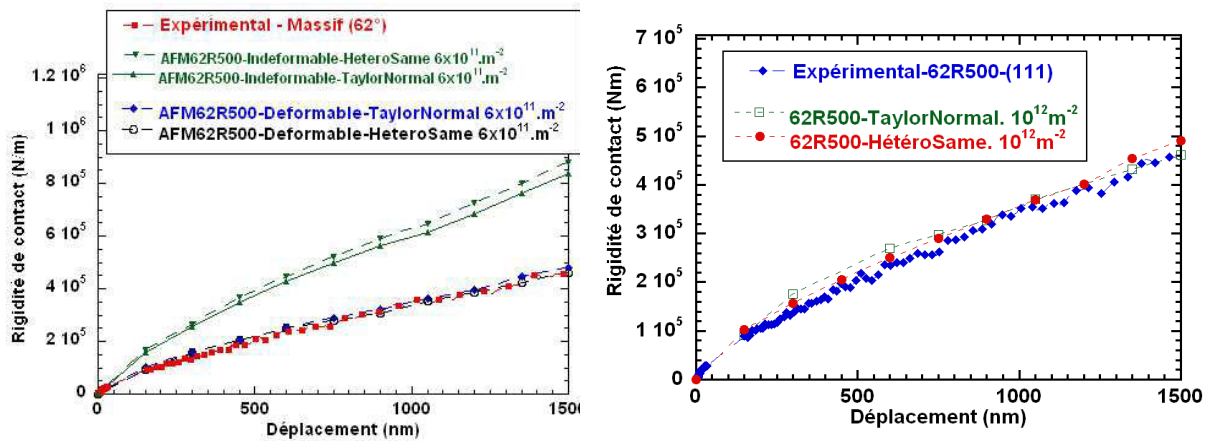 Expérimental - Massif (62°)
AFM62R500-Indeformable-HeteroSame 6x10¹¹.m⁻²
AFM62R500-Indeformable-TaylorNormal 6x10¹¹.m⁻²
AFM62R500-Deformable-TaylorNormal 6x10¹¹.m⁻²
AFM62R500-Deformable-HeteroSame 6x10¹¹.m⁻²
Rigidité de contact (N/m)
1.2 10⁶
1 10⁶
8 10⁵
6 10⁵
4 10⁵
2 10⁵
0
0 500 1000 1500
Déplacement (nm)
Expérimental-62R500-(111)
62R500-TaylorNormal. 10¹²m⁻²
62R500-HétéroSame. 10¹²m⁻²
Rigidité de contact (Nm)
7 10⁵
6 10⁵
5 10⁵
4 10⁵
3 10⁵
2 10⁵
1 10⁵
0
0 500 1000 1500
Déplacement (nm)